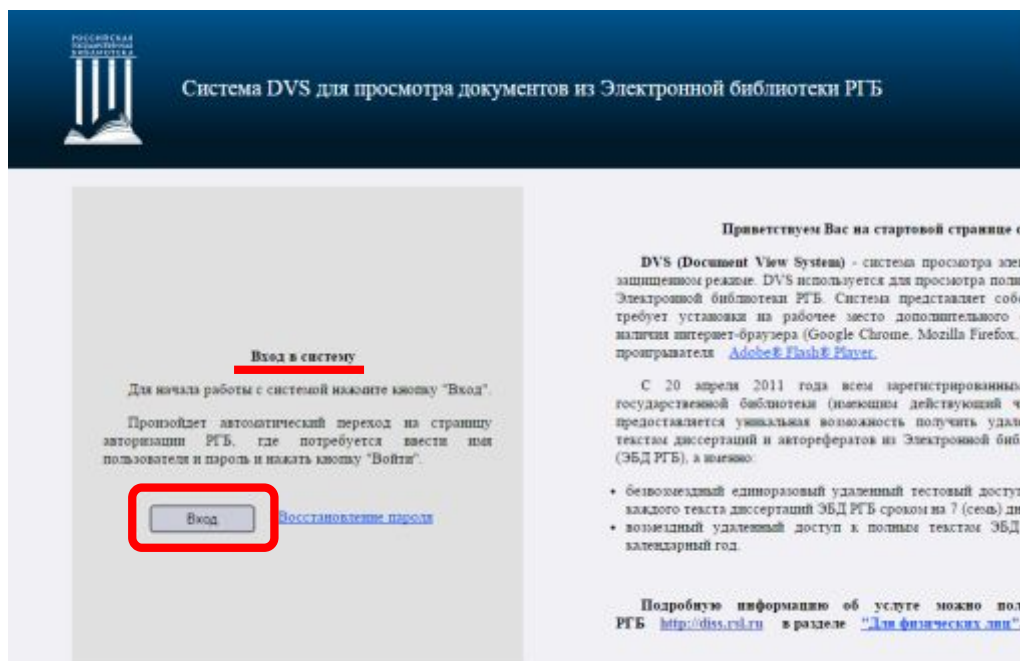 РОССИЙСКАЯ
ГОСУДАРСТВЕННАЯ
БИБЛИОТЕКА
Система DVS для просмотра документов из Электронной библиотеки РГБ
Вход в систему
Для начала работы с системой нажмите кнопку "Вход".
Произойдет автоматический переход на страницу
авторизации РГБ, где потребуется ввести имя
пользователя и пароль и нажать кнопку "Войти".
Вход
Восстановление пароля
Приветствуем Вас на стартовой странице
DVS (Document View System) - система просмотра
защищенном режиме. DVS используется для просмотра
Электронной библиотеки РГБ. Система представляет
требует установки на рабочее место дополнительного
наличия интернет-браузера (Google Chrome, Mozilla Firefox,
проигрывателя Adobe® Flash® Player.
С 20 апреля 2011 года всем
государственной библиотеки (имеющим действующий
предоставляется уникальная возможность получить
текстам диссертаций и авторефератов из Электронной
(ЭБД РГБ), а именно:
• безвозмездный единоразовый удаленный тестовый
каждого текста диссертаций ЭБД РГБ сроком на 7 (семь)
• возмездный удаленный доступ к полным текстам ЭБД
календарный год.
Подробную информацию об услуге можно
РГБ http://diss.rsl.ru в разделе "Для физических лиц"